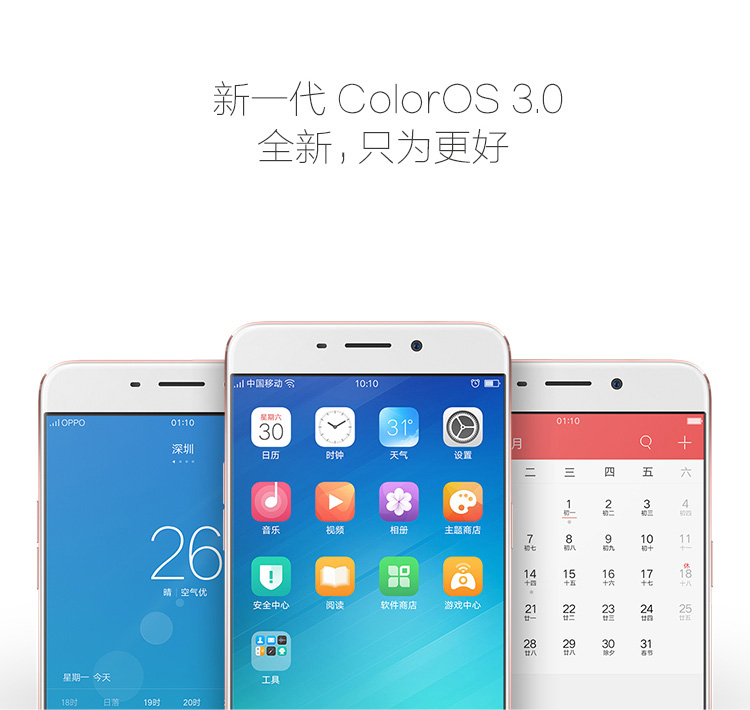 新一代 ColorOS 3.0
全新，只为更好
中国移动 10:10
星期六
30
31°
日历 时钟 天气 设置
音乐 视频 相册 主题商店
安全中心 阅读 软件商店 游戏中心
工具
OPPO 01:10
深圳
26
晴 | 空气优
星期一 今天
18时 日落 19时 20时
01:10
月
二 三 四 五 六
1 2 3 4
初一 初二 初三 初四
7 8 9 10 11
初七 初八 初九 初十 十一
休
14 15 16 17 18
十四 十五 十六 十七 十八
21 22 23 24 25
廿一 廿二 廿三 廿四 廿五
28 29 30 31
廿八 廿九 除夕 春节